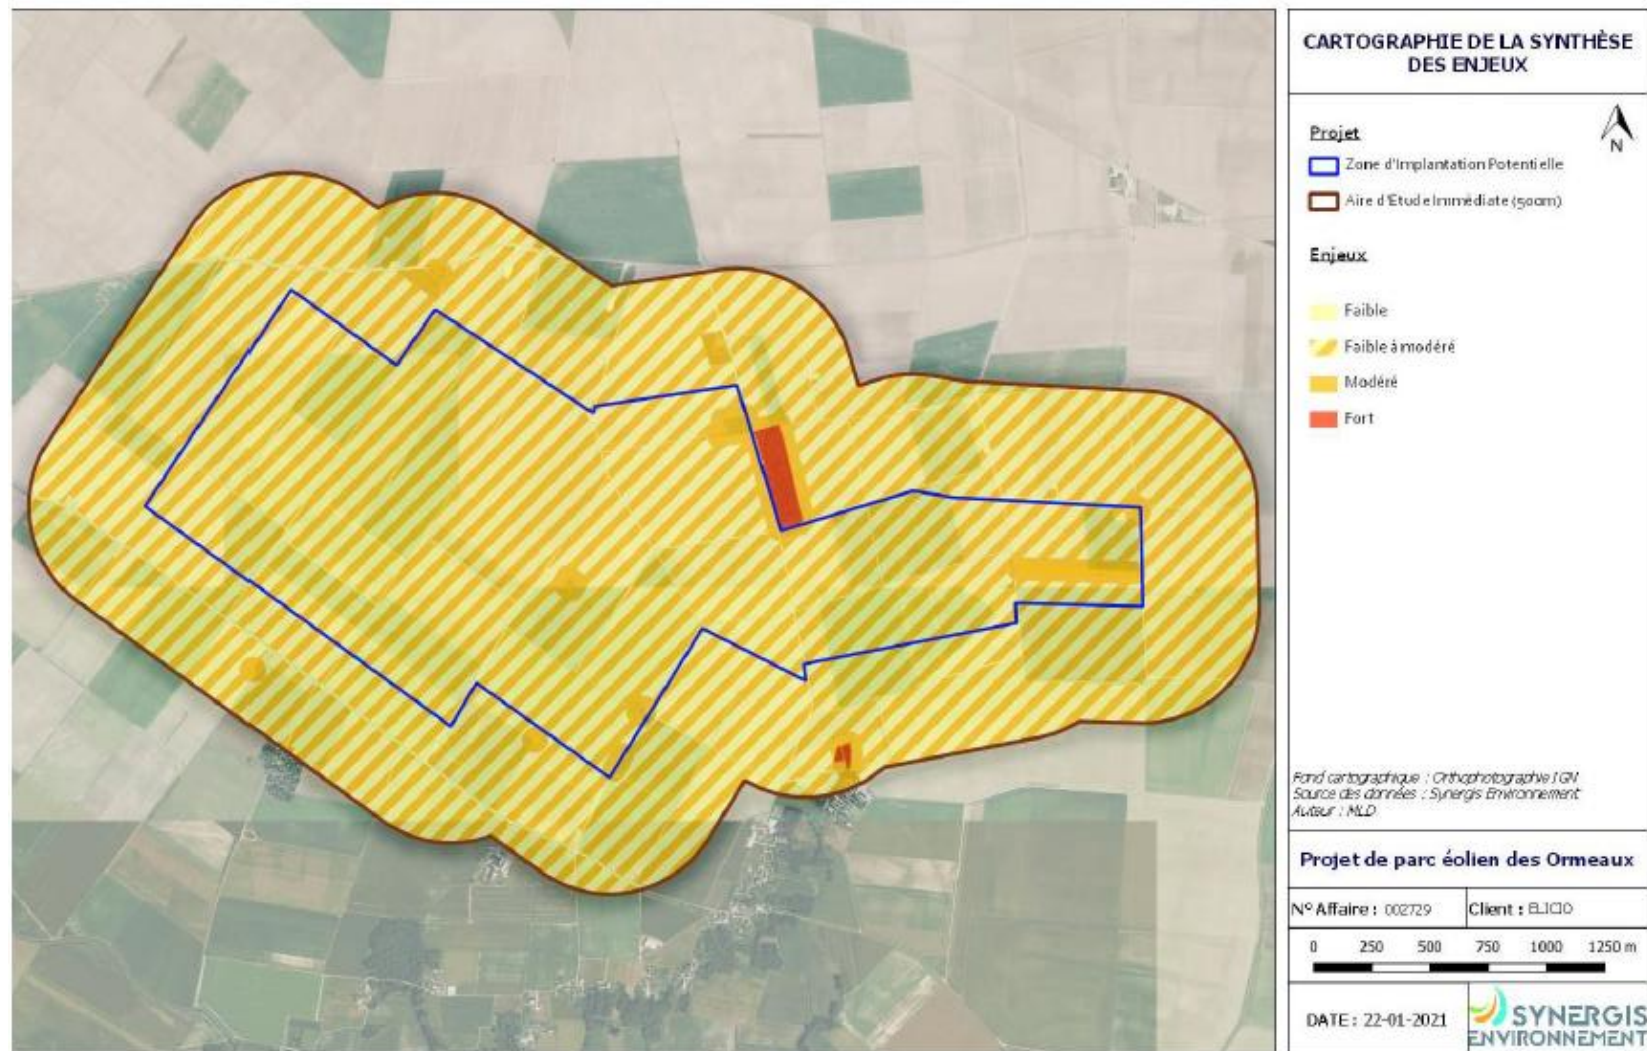 CARTOGRAPHIE DE LA SYNTHÈSE
DES ENJEUX
Projet
N
Zone d'Implantation Potentielle
Aire d'Etude Immédiate (500m)
Enjeux
Faible
Faible à modéré
Modéré
Fort
Fond cartographique : Orthophotographie IGN
Source des données : Synergis Environnement
Auteur : MLD
Projet de parc éolien des Ormeaux
N° Affaire : 002729
Client : ELICIO
0 250 500 750 1000 1250 m
DATE : 22-01-2021
SYNERGIS
ENVIRONNEMENT